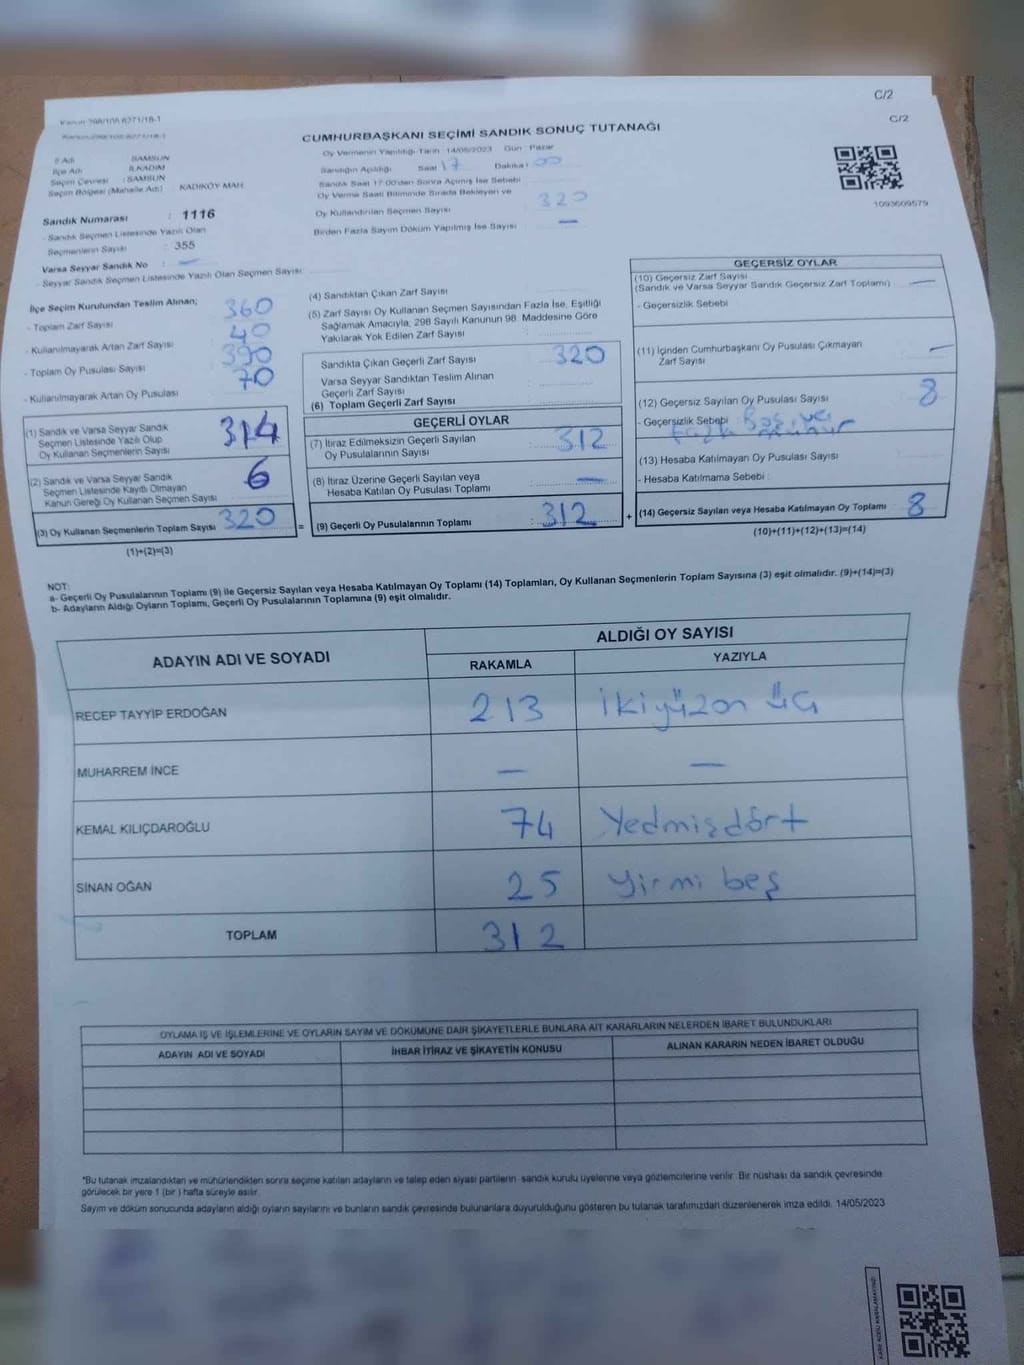 C/2
Kanun-298/105 6271/18-1
C/2
CUMHURBAŞKANI SEÇİMİ SANDIK SONUÇ TUTANAĞI
Oy Vermenin Yapıldığı Tarih 14/05/2023 Gün : Pazar
İl Adı : SAMSUN
İlçe Adı : İLKADIM
Seçim Çevresi : SAMSUN
Seçim Bölgesi (Mahalle Adı) : KADIKÖY MAH.
Sandığın Açıldığı Saat 17 Dakika : 00
Sandık Saat 17:00'den Sonra Açılmış İse Sebebi
Oy Verme Saati Bitiminde Sırada Bekleyen ve
Oy Kullandırılan Seçmen Sayısı 320
Birden Fazla Sayım Döküm Yapılmış İse Sayısı : —
1093609579
Sandık Numarası : 1116
- Sandık Seçmen Listesinde Yazılı Olan
Seçmenlerin Sayısı : 355
Varsa Seyyar Sandık No : —
- Seyyar Sandık Seçmen Listesinde Yazılı Olan Seçmen Sayısı:
İlçe Seçim Kurulundan Teslim Alınan;
- Toplam Zarf Sayısı 360
- Kullanılmayarak Artan Zarf Sayısı 40
- Toplam Oy Pusulası Sayısı 390
- Kullanılmayarak Artan Oy Pusulası 70
(1) Sandık ve Varsa Seyyar Sandık
Seçmen Listesinde Yazılı Olup
Oy Kullanan Seçmenlerin Sayısı 314
(2) Sandık ve Varsa Seyyar Sandık
Seçmen Listesinde Kayıtlı Olmayan
Kanun Gereği Oy Kullanan Seçmen Sayısı 6
(3) Oy Kullanan Seçmenlerin Toplam Sayısı 320 =
(1)+(2)=(3)
(4) Sandıktan Çıkan Zarf Sayısı
(5) Zarf Sayısı Oy Kullanan Seçmen Sayısından Fazla İse, Eşitliği
Sağlamak Amacıyla, 298 Sayılı Kanunun 98. Maddesine Göre
Yakılarak Yok Edilen Zarf Sayısı
Sandıkta Çıkan Geçerli Zarf Sayısı 320
Varsa Seyyar Sandıktan Teslim Alınan
Geçerli Zarf Sayısı
(6) Toplam Geçerli Zarf Sayısı
GEÇERLİ OYLAR
(7) İtiraz Edilmeksizin Geçerli Sayılan
Oy Pusulalarının Sayısı : 312
(8) İtiraz Üzerine Geçerli Sayılan veya
Hesaba Katılan Oy Pusulası Toplamı —
(9) Geçerli Oy Pusulalarının Toplamı : 312 +
GEÇERSİZ OYLAR
(10) Geçersiz Zarf Sayısı
(Sandık ve Varsa Seyyar Sandık Geçersiz Zarf Toplamı) —
- Geçersizlik Sebebi :
(11) İçinden Cumhurbaşkanı Oy Pusulası Çıkmayan
Zarf Sayısı —
(12) Geçersiz Sayılan Oy Pusulası Sayısı 8
- Geçersizlik Sebebi : Boş ve
fazla mühür
(13) Hesaba Katılmayan Oy Pusulası Sayısı
- Hesaba Katılmama Sebebi :
(14) Geçersiz Sayılan veya Hesaba Katılmayan Oy Toplamı 8
(10)+(11)+(12)+(13)=(14)
NOT:
a- Geçerli Oy Pusulalarının Toplamı (9) ile Geçersiz Sayılan veya Hesaba Katılmayan Oy Toplamı (14) Toplamları, Oy Kullanan Seçmenlerin Toplam Sayısına (3) eşit olmalıdır. (9)+(14)=(3)
b- Adayların Aldığı Oyların Toplamı, Geçerli Oy Pusulalarının Toplamına (9) eşit olmalıdır.
ADAYIN ADI VE SOYADI
ALDIĞI OY SAYISI
RAKAMLA YAZIYLA
RECEP TAYYİP ERDOĞAN 213 ikiyüzon üç
MUHARREM İNCE — —
KEMAL KILIÇDAROĞLU 74 Yedmişdört
SİNAN OĞAN 25 yirmi beş
TOPLAM 312
OYLAMA İŞ VE İŞLEMLERİNE VE OYLARIN SAYIM VE DÖKÜMÜNE DAİR ŞİKAYETLERLE BUNLARA AİT KARARLARIN NELERDEN İBARET BULUNDUKLARI
ADAYIN ADI VE SOYADI İHBAR İTİRAZ VE ŞİKAYETİN KONUSU ALINAN KARARIN NEDEN İBARET OLDUĞU
*Bu tutanak imzalandıktan ve mühürlendikten sonra seçime katılan adayların ve talep eden siyasi partilerin sandık kurulu üyelerine veya gözlemcilerine verilir. Bir nüshası da sandık çevresinde
görülecek bir yere 1 (bir ) hafta süreyle asılır.
Sayım ve döküm sonucunda adayların aldığı oyların sayılarını ve bunların sandık çevresinde bulunanlara duyurulduğunu gösteren bu tutanak tarafımızdan düzenlenerek imza edildi. 14/05/2023